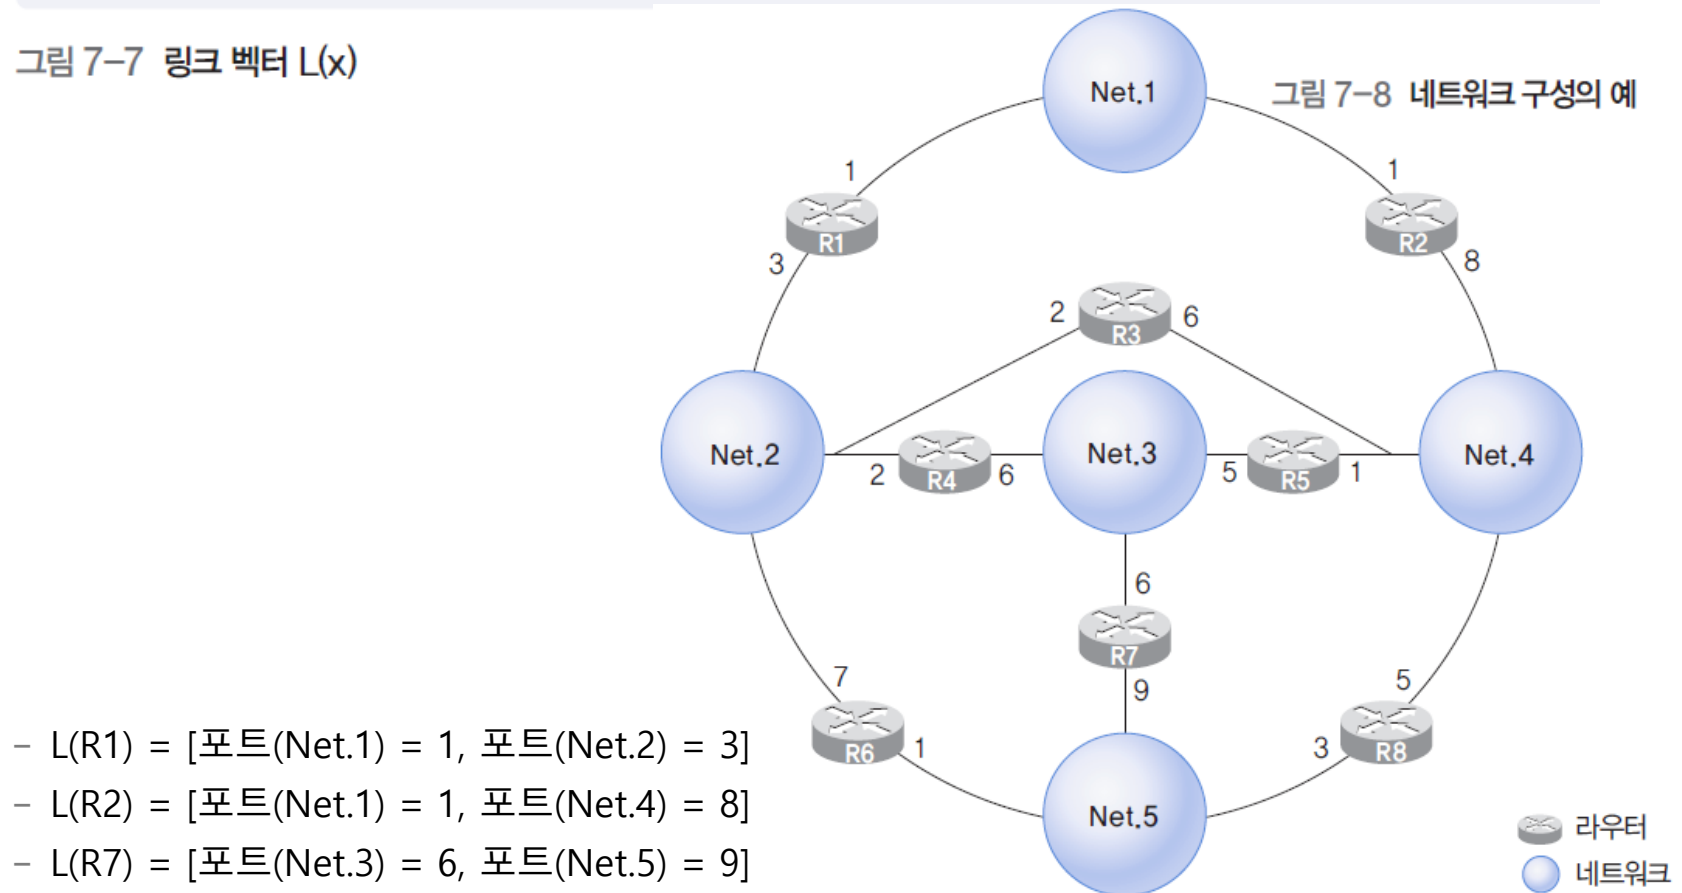 그림 7-7 링크 벡터 L(x)
그림 7-8 네트워크 구성의 예
Net.1
1
1
R1
R2
3
8
2
R3
6
Net.2
2
R4
6
Net.3
5
R5
1
Net.4
6
R7
9
7
R6
1
5
R8
3
Net.5
- L(R1) = [포트(Net.1) = 1, 포트(Net.2) = 3]
- L(R2) = [포트(Net.1) = 1, 포트(Net.4) = 8]
- L(R7) = [포트(Net.3) = 6, 포트(Net.5) = 9]
라우터
네트워크